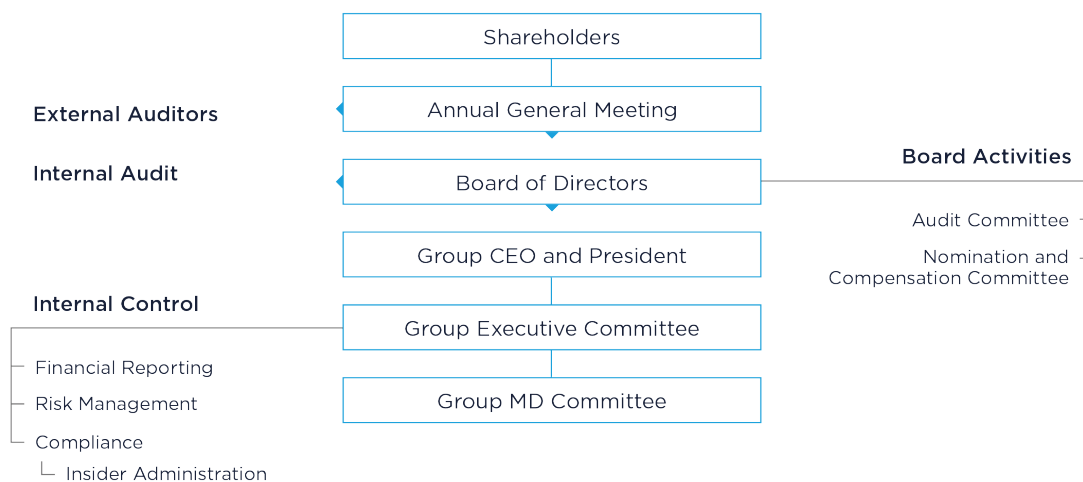 Shareholders
External Auditors
Annual General Meeting
Internal Audit
Board of Directors
Board Activities
Audit Committee
Nomination and
Compensation Committee
Group CEO and President
Internal Control
Group Executive Committee
Financial Reporting
Risk Management
Compliance
Insider Administration
Group MD Committee